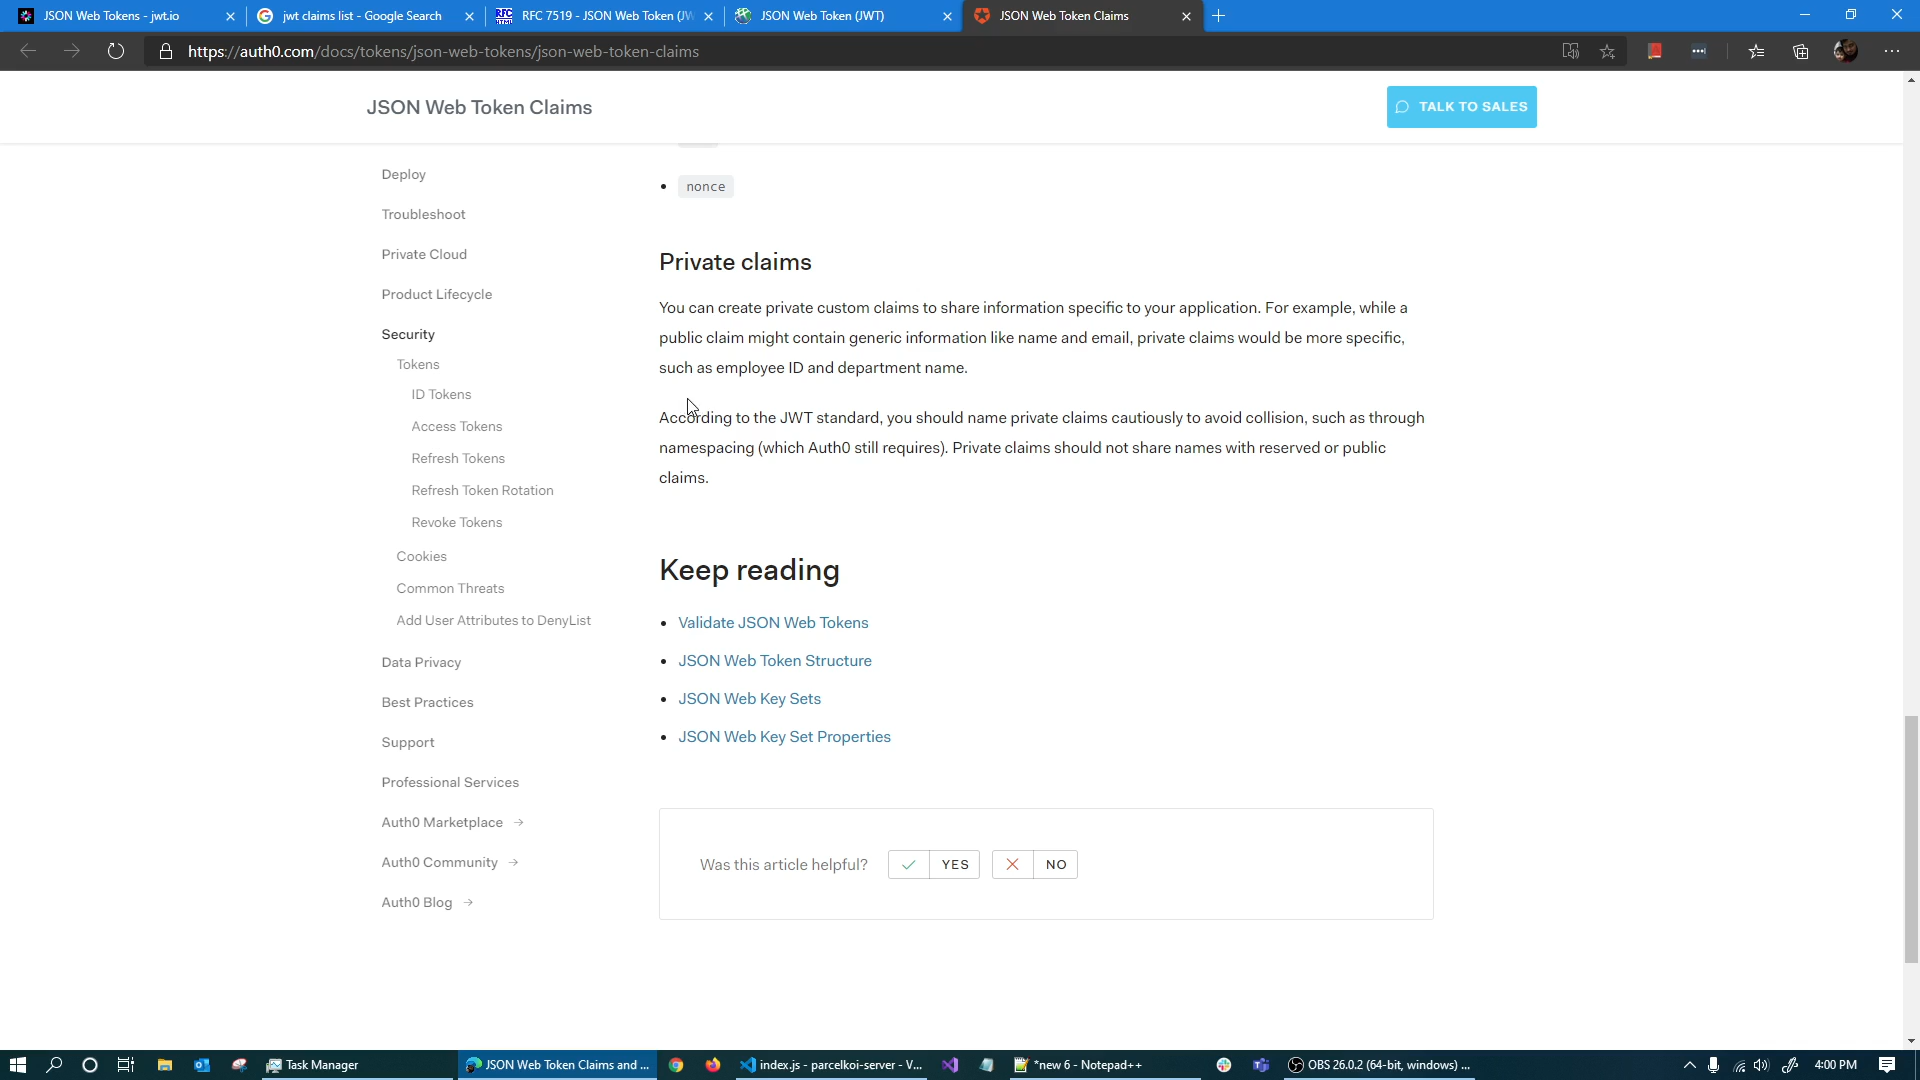 JSON Web Tokens - jwt.io
jwt claims list - Google Search
RFC 7519 - JSON Web Token (JW
JSON Web Token (JWT)
JSON Web Token Claims
https://auth0.com/docs/tokens/json-web-tokens/json-web-token-claims
JSON Web Token Claims
TALK TO SALES
Deploy
Troubleshoot
Private Cloud
Product Lifecycle
Security
Tokens
ID Tokens
Access Tokens
Refresh Tokens
Refresh Token Rotation
Revoke Tokens
Cookies
Common Threats
Add User Attributes to DenyList
Data Privacy
Best Practices
Support
Professional Services
Auth0 Marketplace →
Auth0 Community →
Auth0 Blog →
nonce
Private claims
You can create private custom claims to share information specific to your application. For example, while a
public claim might contain generic information like name and email, private claims would be more specific,
such as employee ID and department name.
According to the JWT standard, you should name private claims cautiously to avoid collision, such as through
namespacing (which Auth0 still requires). Private claims should not share names with reserved or public
claims.
Keep reading
Validate JSON Web Tokens
JSON Web Token Structure
JSON Web Key Sets
JSON Web Key Set Properties
Was this article helpful?
YES
NO
Task Manager
JSON Web Token Claims and ...
index.js - parcelkoi-server - V...
*new 6 - Notepad++
OBS 26.0.2 (64-bit, windows) ...
4:00 PM